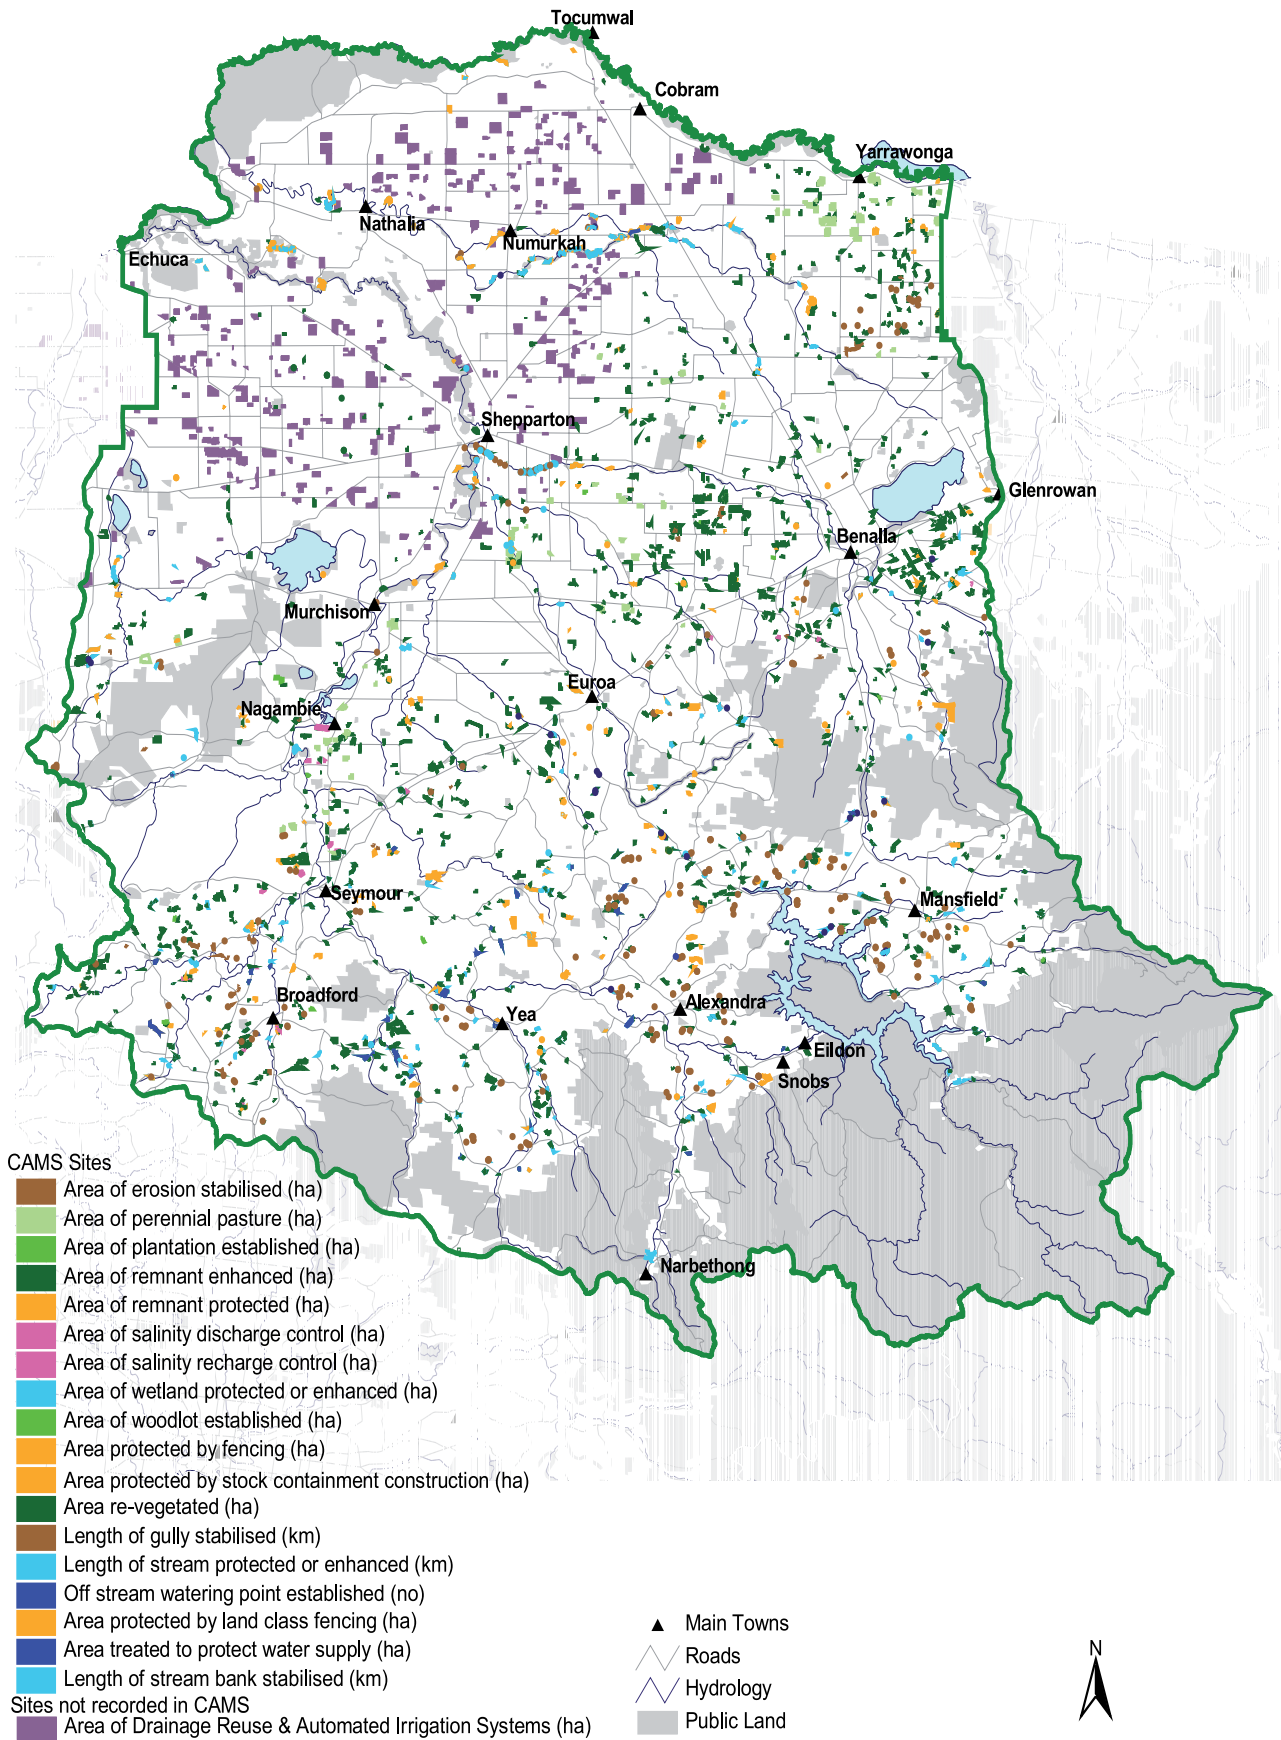 Tocumwal
Cobram
Yarrawonga
Nathalia
Numurkah
Echuca
Shepparton
Glenrowan
Benalla
Murchison
Euroa
Nagambie
Seymour
Mansfield
Broadford
Alexandra
Yea
Eildon
Snobs
Narbethong
CAMS Sites
Area of erosion stabilised (ha)
Area of perennial pasture (ha)
Area of plantation established (ha)
Area of remnant enhanced (ha)
Area of remnant protected (ha)
Area of salinity discharge control (ha)
Area of salinity recharge control (ha)
Area of wetland protected or enhanced (ha)
Area of woodlot established (ha)
Area protected by fencing (ha)
Area protected by stock containment construction (ha)
Area re-vegetated (ha)
Length of gully stabilised (km)
Length of stream protected or enhanced (km)
Off stream watering point established (no)
Area protected by land class fencing (ha)
Area treated to protect water supply (ha)
Length of stream bank stabilised (km)
Sites not recorded in CAMS
Area of Drainage Reuse & Automated Irrigation Systems (ha)
Main Towns
Roads
Hydrology
Public Land
N